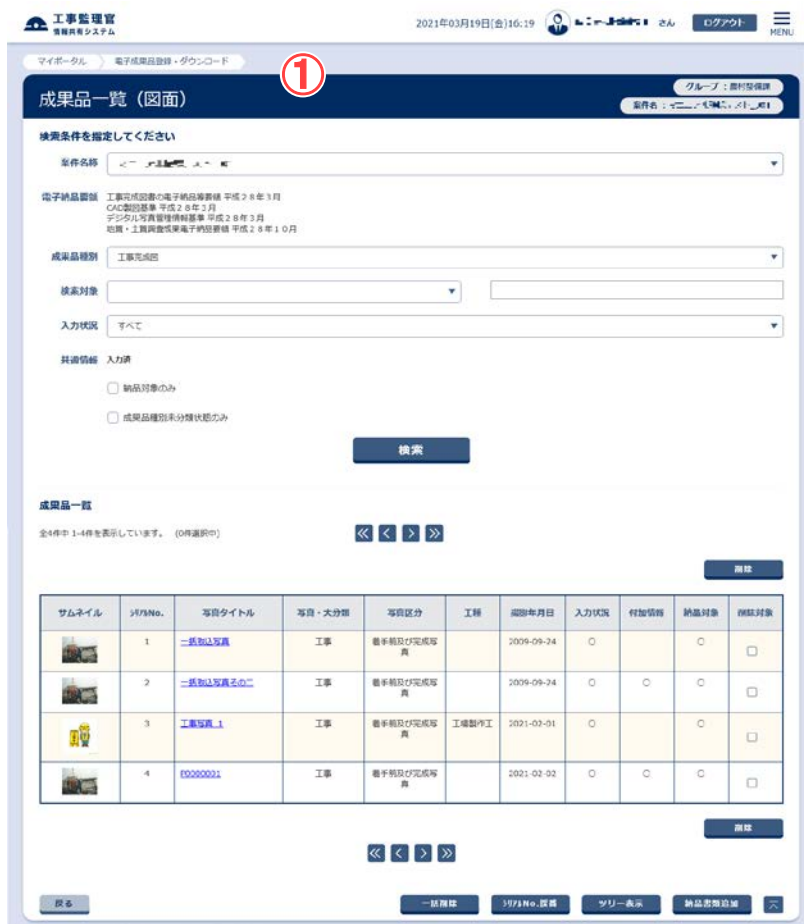 工事監理官
情報共有システム
2021年03月19日(金)16:19
さん
ログアウト
MENU
マイポータル
電子成果品登録・ダウンロード
①
成果品一覧（図面）
グループ：農村整備課
案件名：
検索条件を指定してください
案件名称
電子納品要領
工事完成図書の電子納品等要領 平成２８年３月
CAD製図基準 平成２８年３月
デジタル写真管理情報基準 平成２８年３月
地質・土質調査成果電子納品要領 平成２８年１０月
成果品種別
工事完成図
検索対象
入力状況
すべて
共通情報 入力済
納品対象のみ
成果品種別未分類状態のみ
検索
成果品一覧
全4件中 1-4件を表示しています。 (0件選択中)
削除
サムネイル ｼﾘｱﾙNo. 写真タイトル 写真・大分類 写真区分 工種 撮影年月日 入力状況 付加情報 納品対象 削除対象
1 一括取込写真 工事 着手前及び完成写真 2009-09-24 ○ ○
2 一括取込写真その二 工事 着手前及び完成写真 2009-09-24 ○ ○ ○
3 工事写真_1 工事 着手前及び完成写真 工場製作工 2021-02-01 ○ ○
4 P0000001 工事 着手前及び完成写真 2021-02-02 ○ ○ ○
削除
戻る
一括削除
ｼﾘｱﾙNo.採番
ツリー表示
納品書類追加